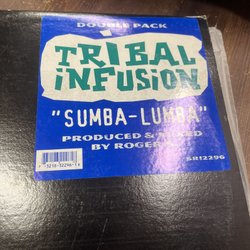 DOUBLE PACK
TRiBAL
iNFUSiON
"SUMBA-LUMBA"
PRODUCED & MIXED
BY ROGER S.
SR12296